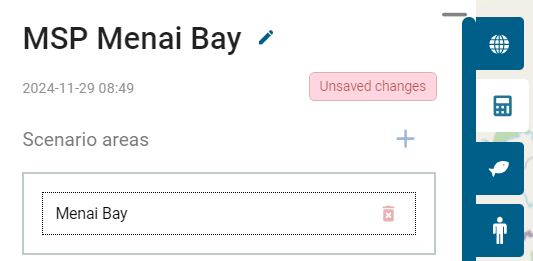 MSP Menai Bay
2024-11-29 08:49
Unsaved changes
Scenario areas
Menai Bay